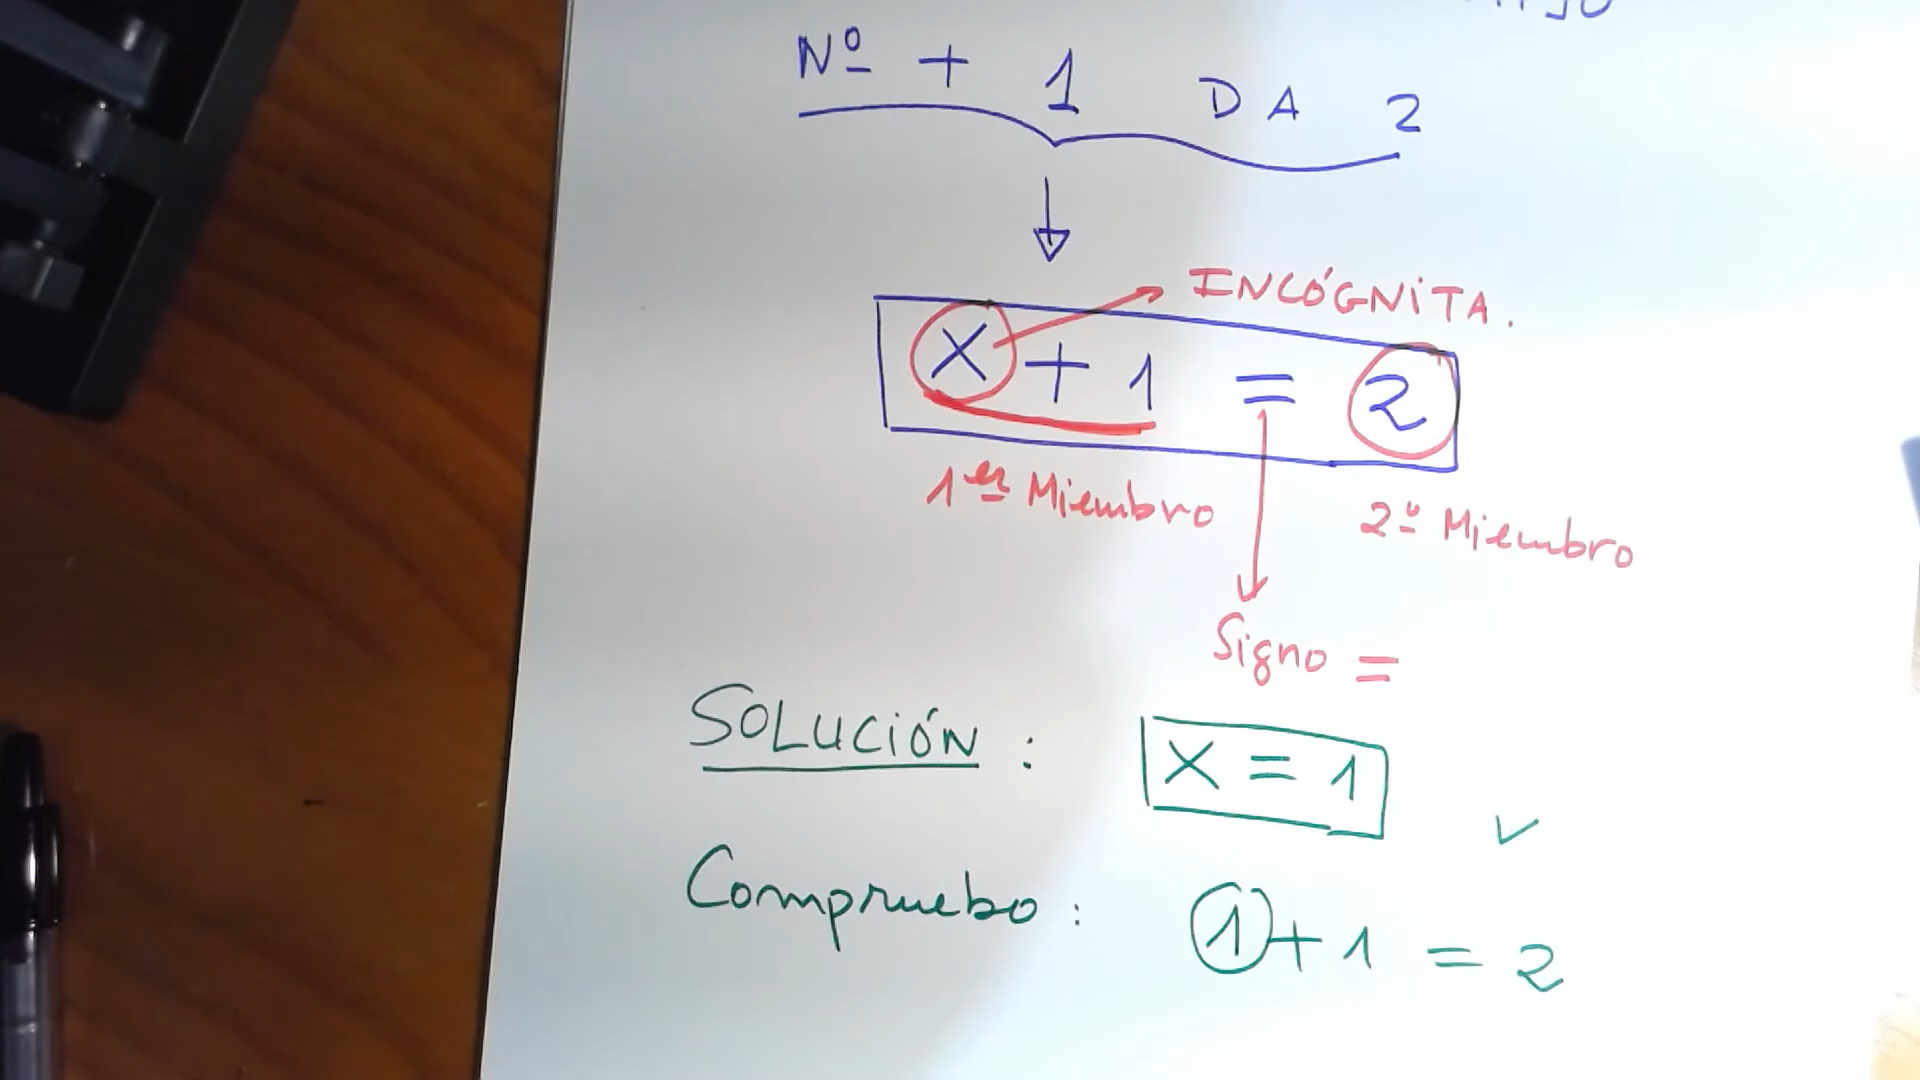 Nº + 1 DA 2
INCÓGNITA.
X + 1 = 2
1er Miembro
2º Miembro
Signo =
SOLUCIÓN : X = 1
Compruebo : 1 + 1 = 2